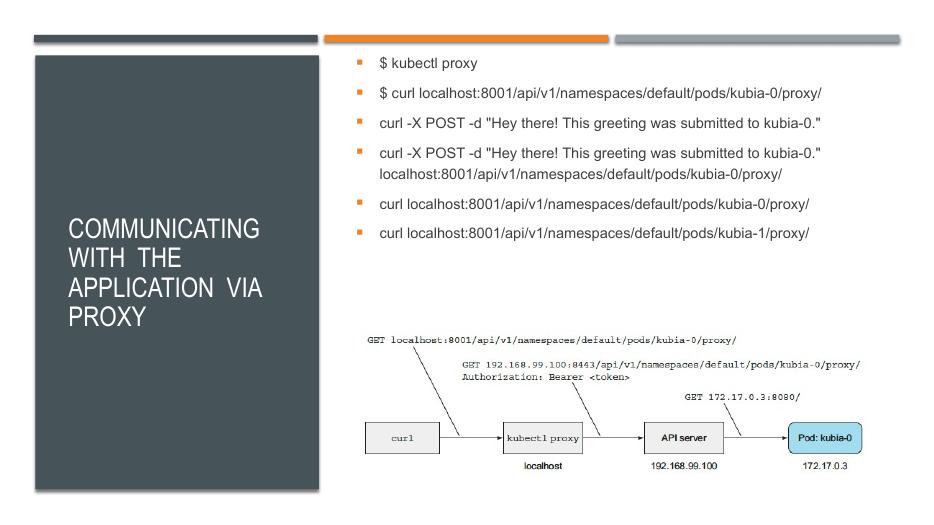 COMMUNICATING
WITH THE
APPLICATION VIA
PROXY
$ kubectl proxy
$ curl localhost:8001/api/v1/namespaces/default/pods/kubia-0/proxy/
curl -X POST -d "Hey there! This greeting was submitted to kubia-0."
curl -X POST -d "Hey there! This greeting was submitted to kubia-0."
localhost:8001/api/v1/namespaces/default/pods/kubia-0/proxy/
curl localhost:8001/api/v1/namespaces/default/pods/kubia-0/proxy/
curl localhost:8001/api/v1/namespaces/default/pods/kubia-1/proxy/
GET localhost:8001/api/v1/namespaces/default/pods/kubia-0/proxy/
GET 192.168.99.100:8443/api/v1/namespaces/default/pods/kubia-0/proxy/
Authorization: Bearer <token>
GET 172.17.0.3:8080/
curl
kubectl proxy
API server
Pod: kubia-0
localhost
192.168.99.100
172.17.0.3